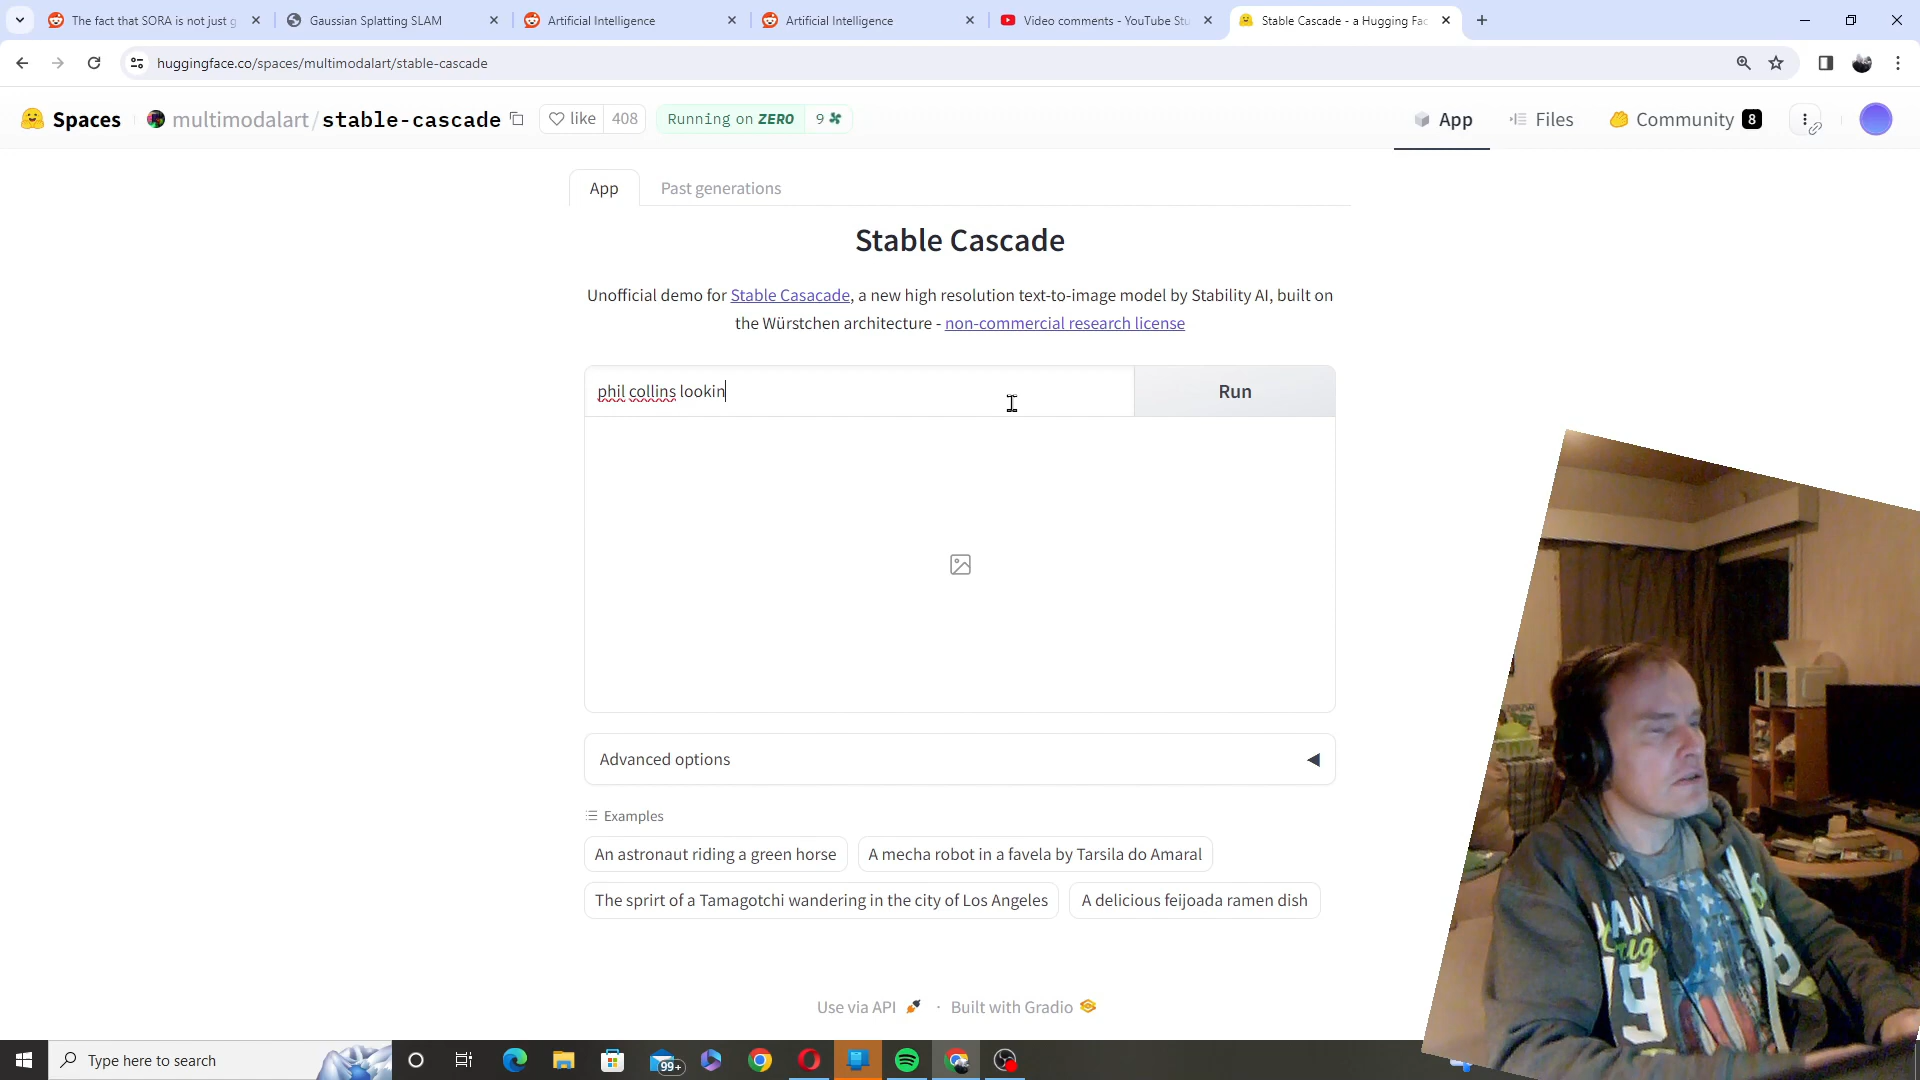 The fact that SORA is not just g
Gaussian Splatting SLAM
Artificial Intelligence
Artificial Intelligence
Video comments - YouTube Stu
Stable Cascade - a Hugging Fac
huggingface.co/spaces/multimodalart/stable-cascade
Spaces
multimodalart/stable-cascade
like 408
Running on ZERO 9
App
Files
Community 8
App
Past generations
Stable Cascade
Unofficial demo for Stable Casacade, a new high resolution text-to-image model by Stability AI, built on
the Würstchen architecture - non-commercial research license
phil collins lookin
Run
Advanced options
Examples
An astronaut riding a green horse
A mecha robot in a favela by Tarsila do Amaral
The sprirt of a Tamagotchi wandering in the city of Los Angeles
A delicious feijoada ramen dish
Use via API · Built with Gradio
Type here to search
99+